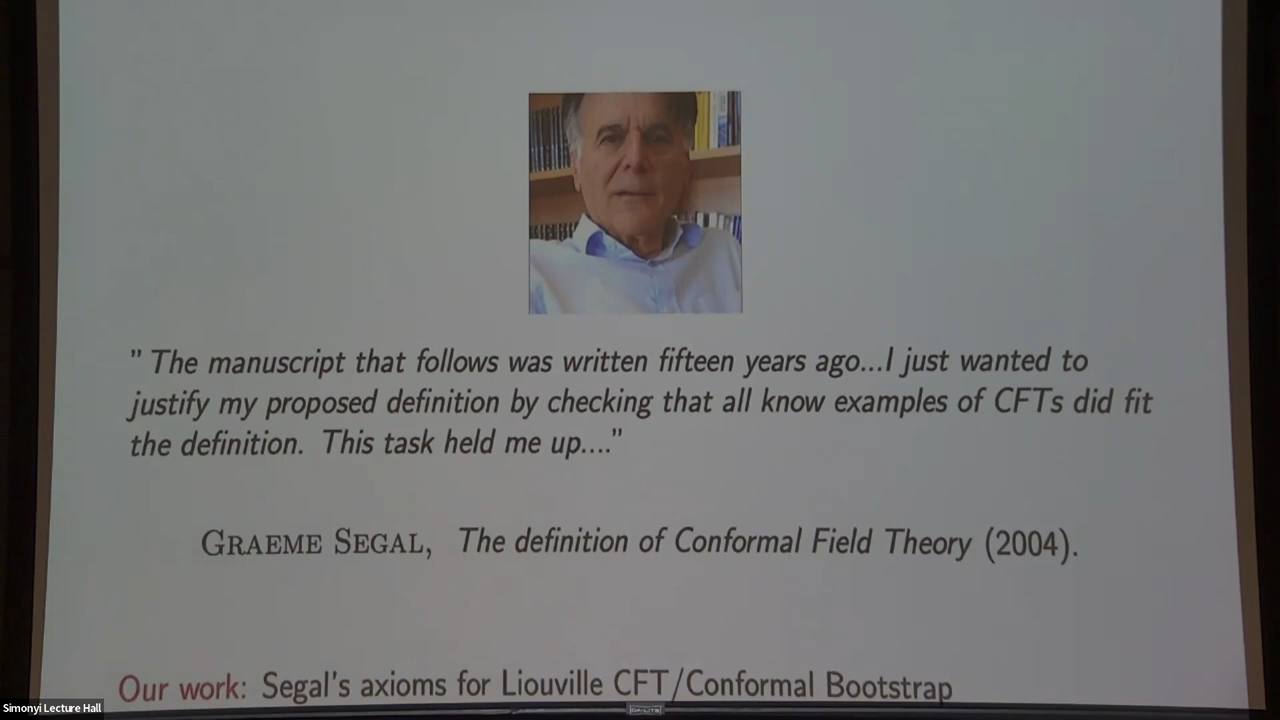 " The manuscript that follows was written fifteen years ago...I just wanted to
justify my proposed definition by checking that all know examples of CFTs did fit
the definition. This task held me up...."
GRAEME SEGAL, The definition of Conformal Field Theory (2004).
Our work: Segal's axioms for Liouville CFT/Conformal Bootstrap
Simonyi Lecture Hall
DA-LITE